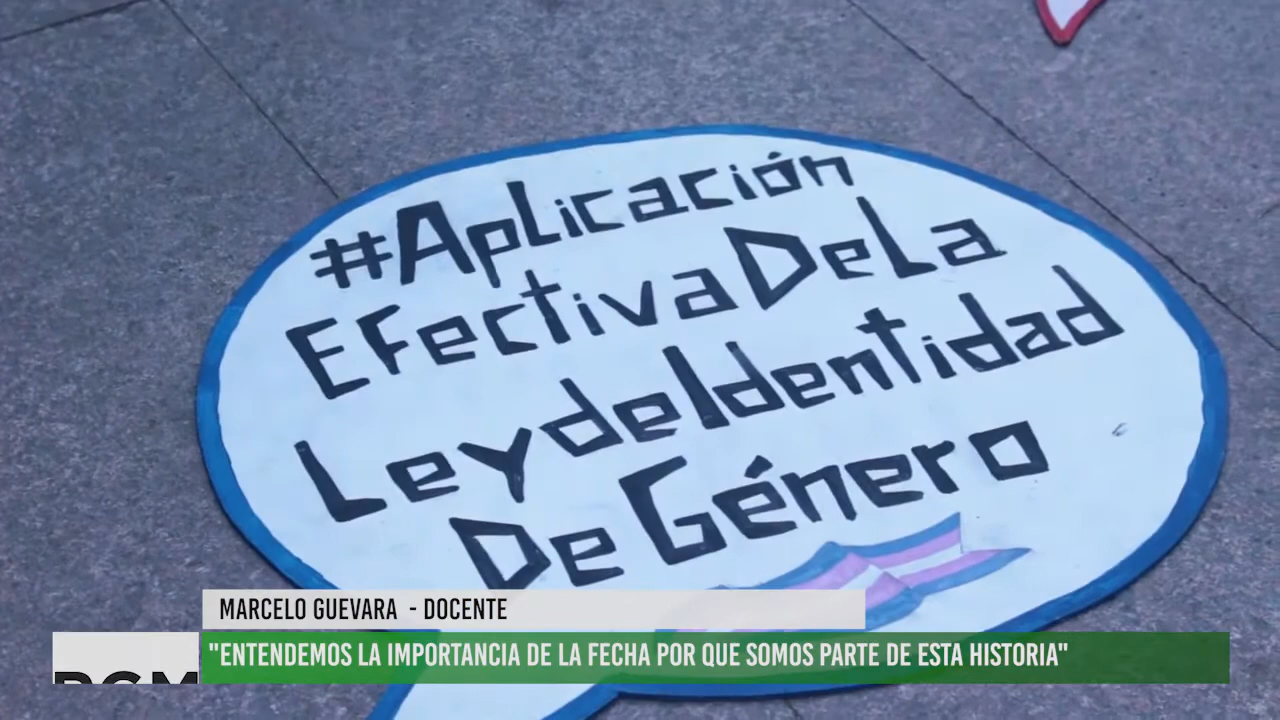 #Aplicación
EfectivaDeLa
LeydeIdentidad
De Género
MARCELO GUEVARA - DOCENTE
"ENTENDEMOS LA IMPORTANCIA DE LA FECHA POR QUE SOMOS PARTE DE ESTA HISTORIA"